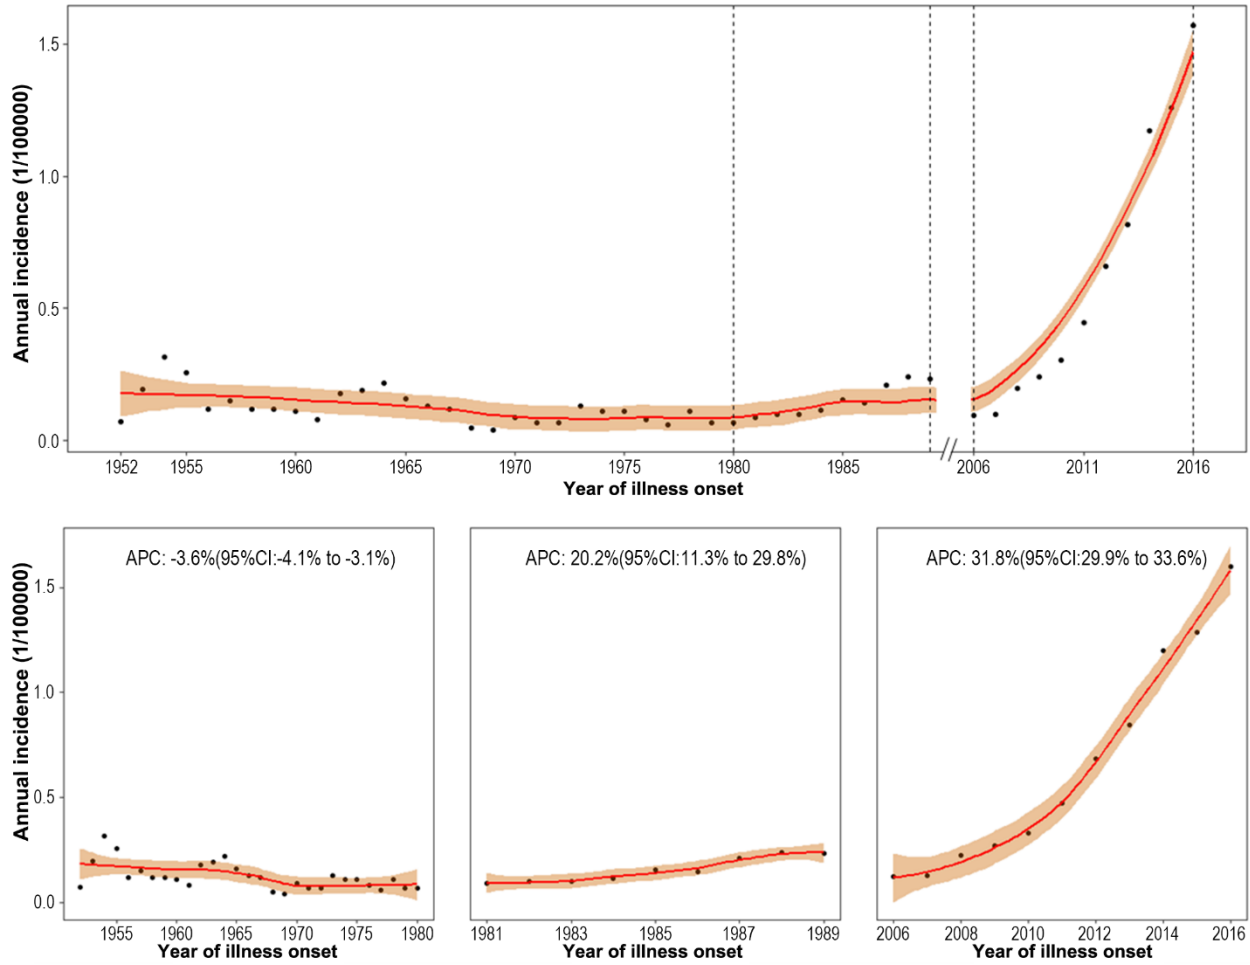 Annual incidence (1/100000)
1.5
1.0
0.5
0.0
1952 1955 1960 1965 1970 1975 1980 1985 // 2006 2011 2016
Year of illness onset
APC: -3.6%(95%CI:-4.1% to -3.1%)
APC: 20.2%(95%CI:11.3% to 29.8%)
APC: 31.8%(95%CI:29.9% to 33.6%)
Annual incidence (1/100000)
1.5
1.0
0.5
0.0
1955 1960 1965 1970 1975 1980
Year of illness onset
1981 1983 1985 1987 1989
Year of illness onset
2006 2008 2010 2012 2014 2016
Year of illness onset